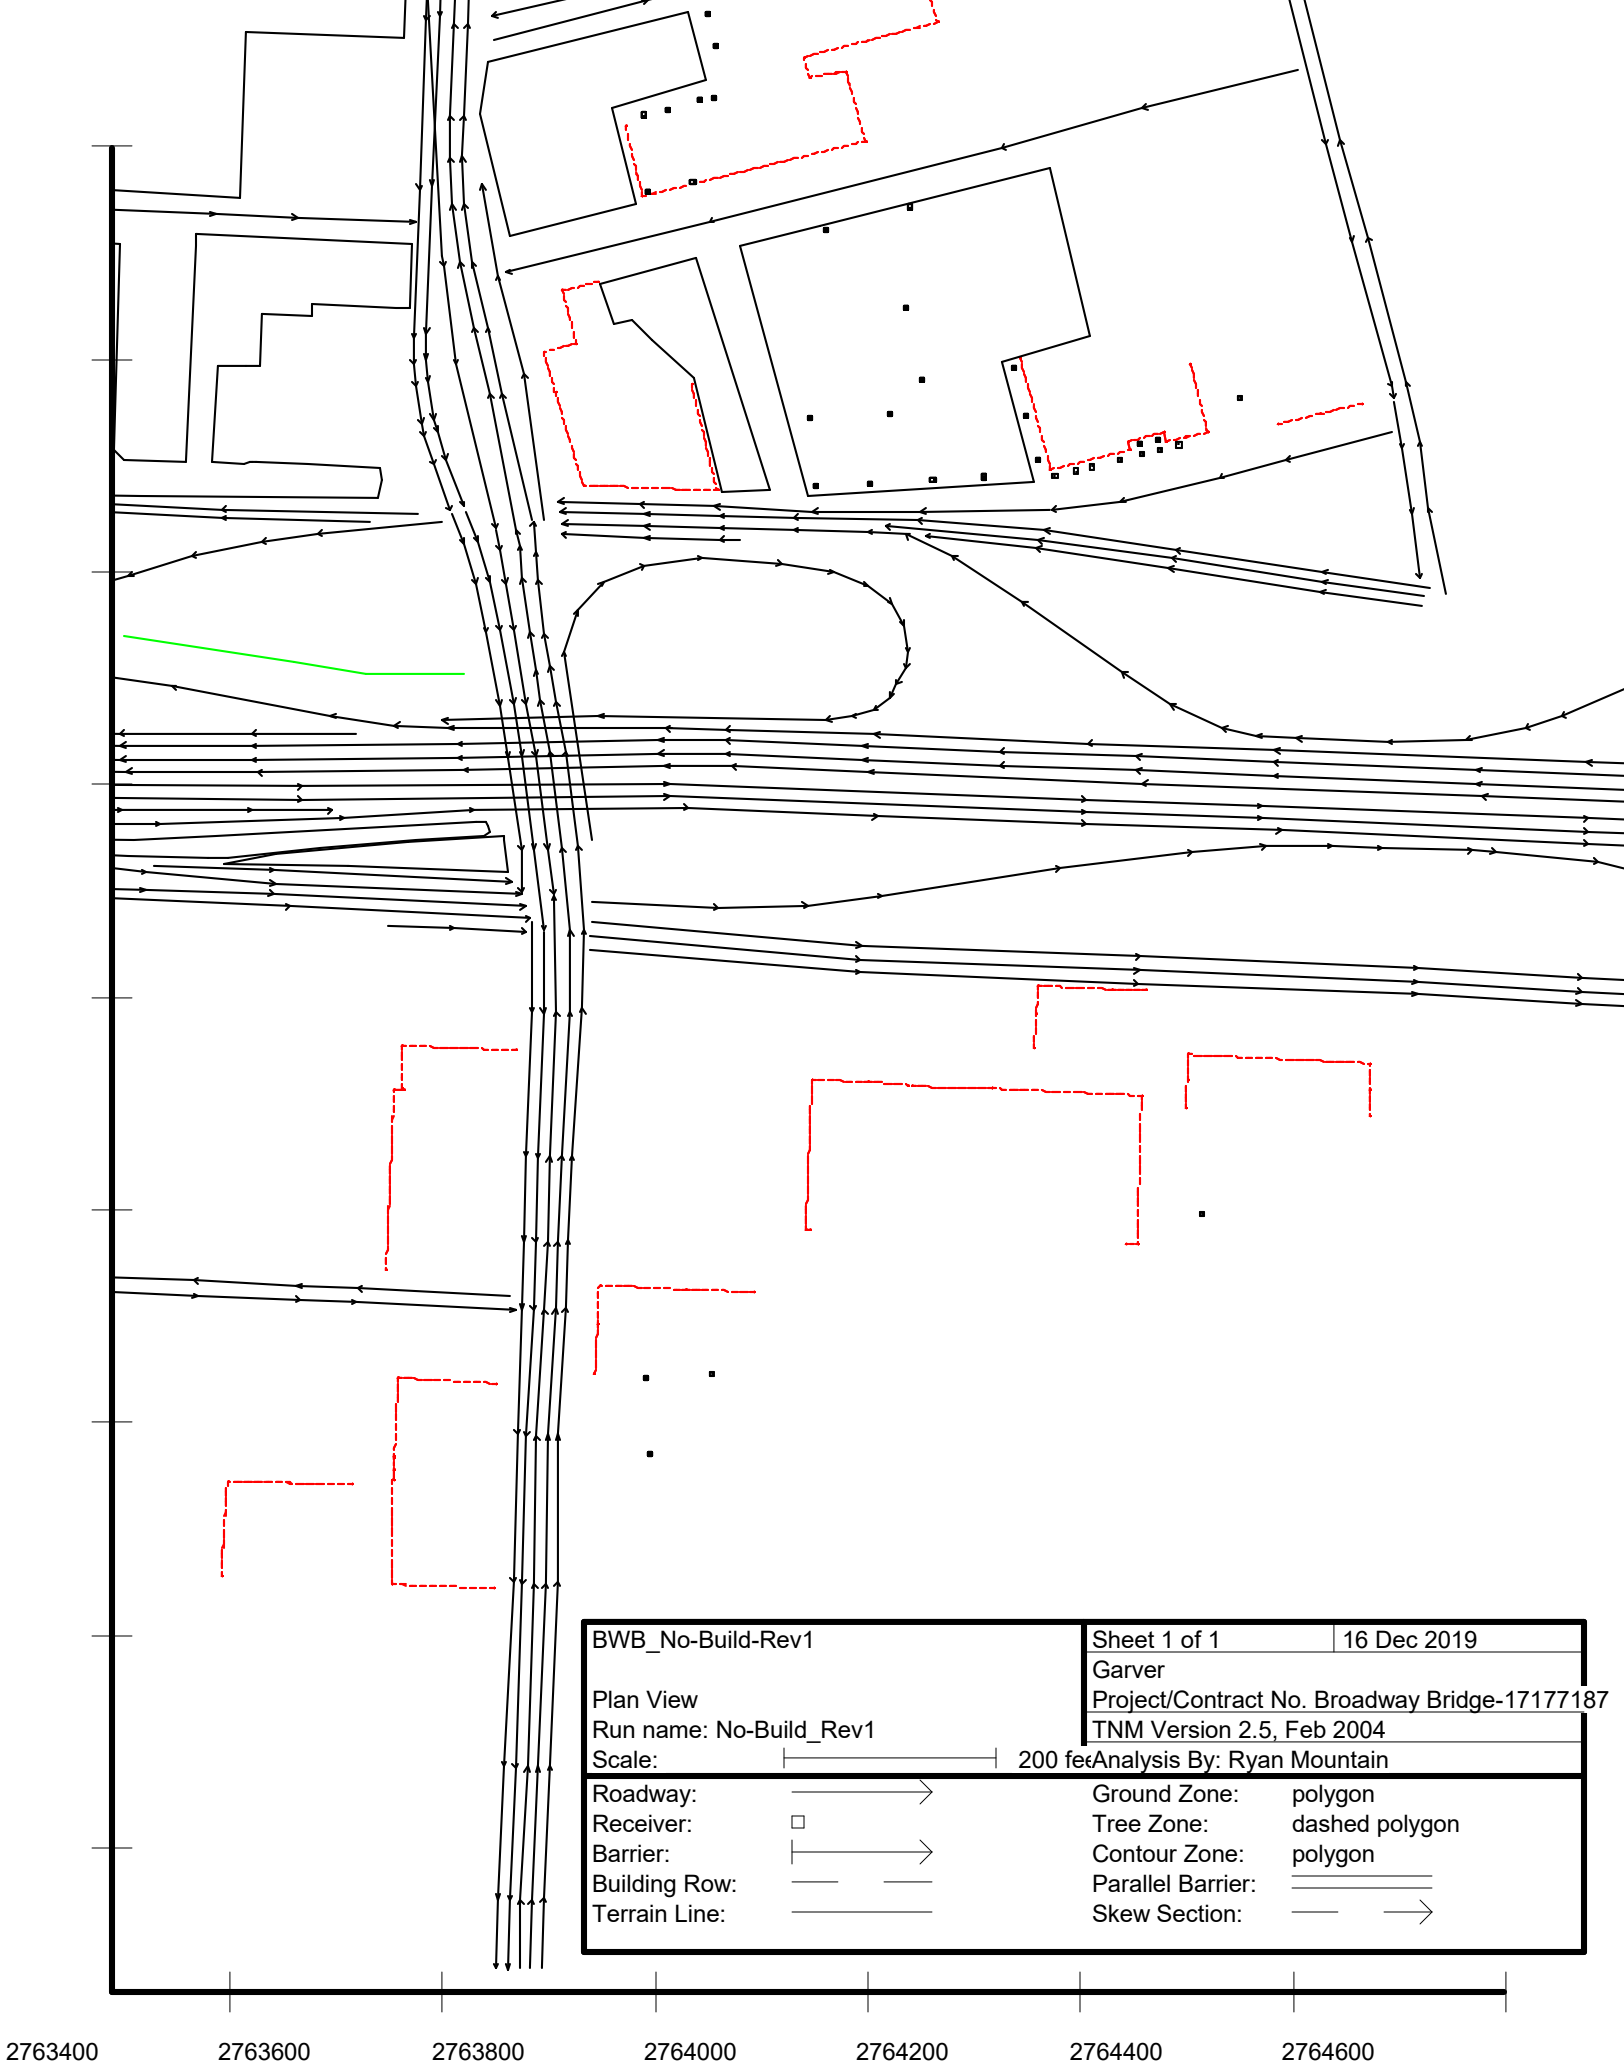 BWB_No-Build-Rev1
Sheet 1 of 1
16 Dec 2019
Garver
Plan View
Project/Contract No. Broadway Bridge-17177187
Run name: No-Build_Rev1
TNM Version 2.5, Feb 2004
Scale:
200 fee
Analysis By: Ryan Mountain
Roadway:
Ground Zone:
polygon
Receiver:
Tree Zone:
dashed polygon
Barrier:
Contour Zone:
polygon
Building Row:
Parallel Barrier:
Terrain Line:
Skew Section:
2763400
2763600
2763800
2764000
2764200
2764400
2764600